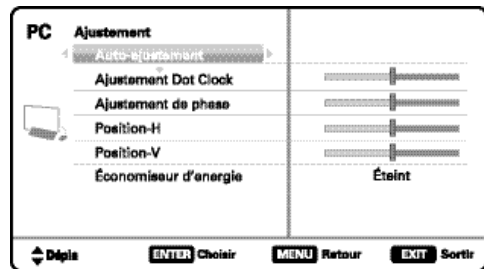 PC Ajustement
Auto-ajustement
Ajustement Dot Clock
Ajustement de phase
Position-H
Position-V
Économiseur d'energie Éteint
Dépla ENTER Choisir MENU Retour EXIT Sortir